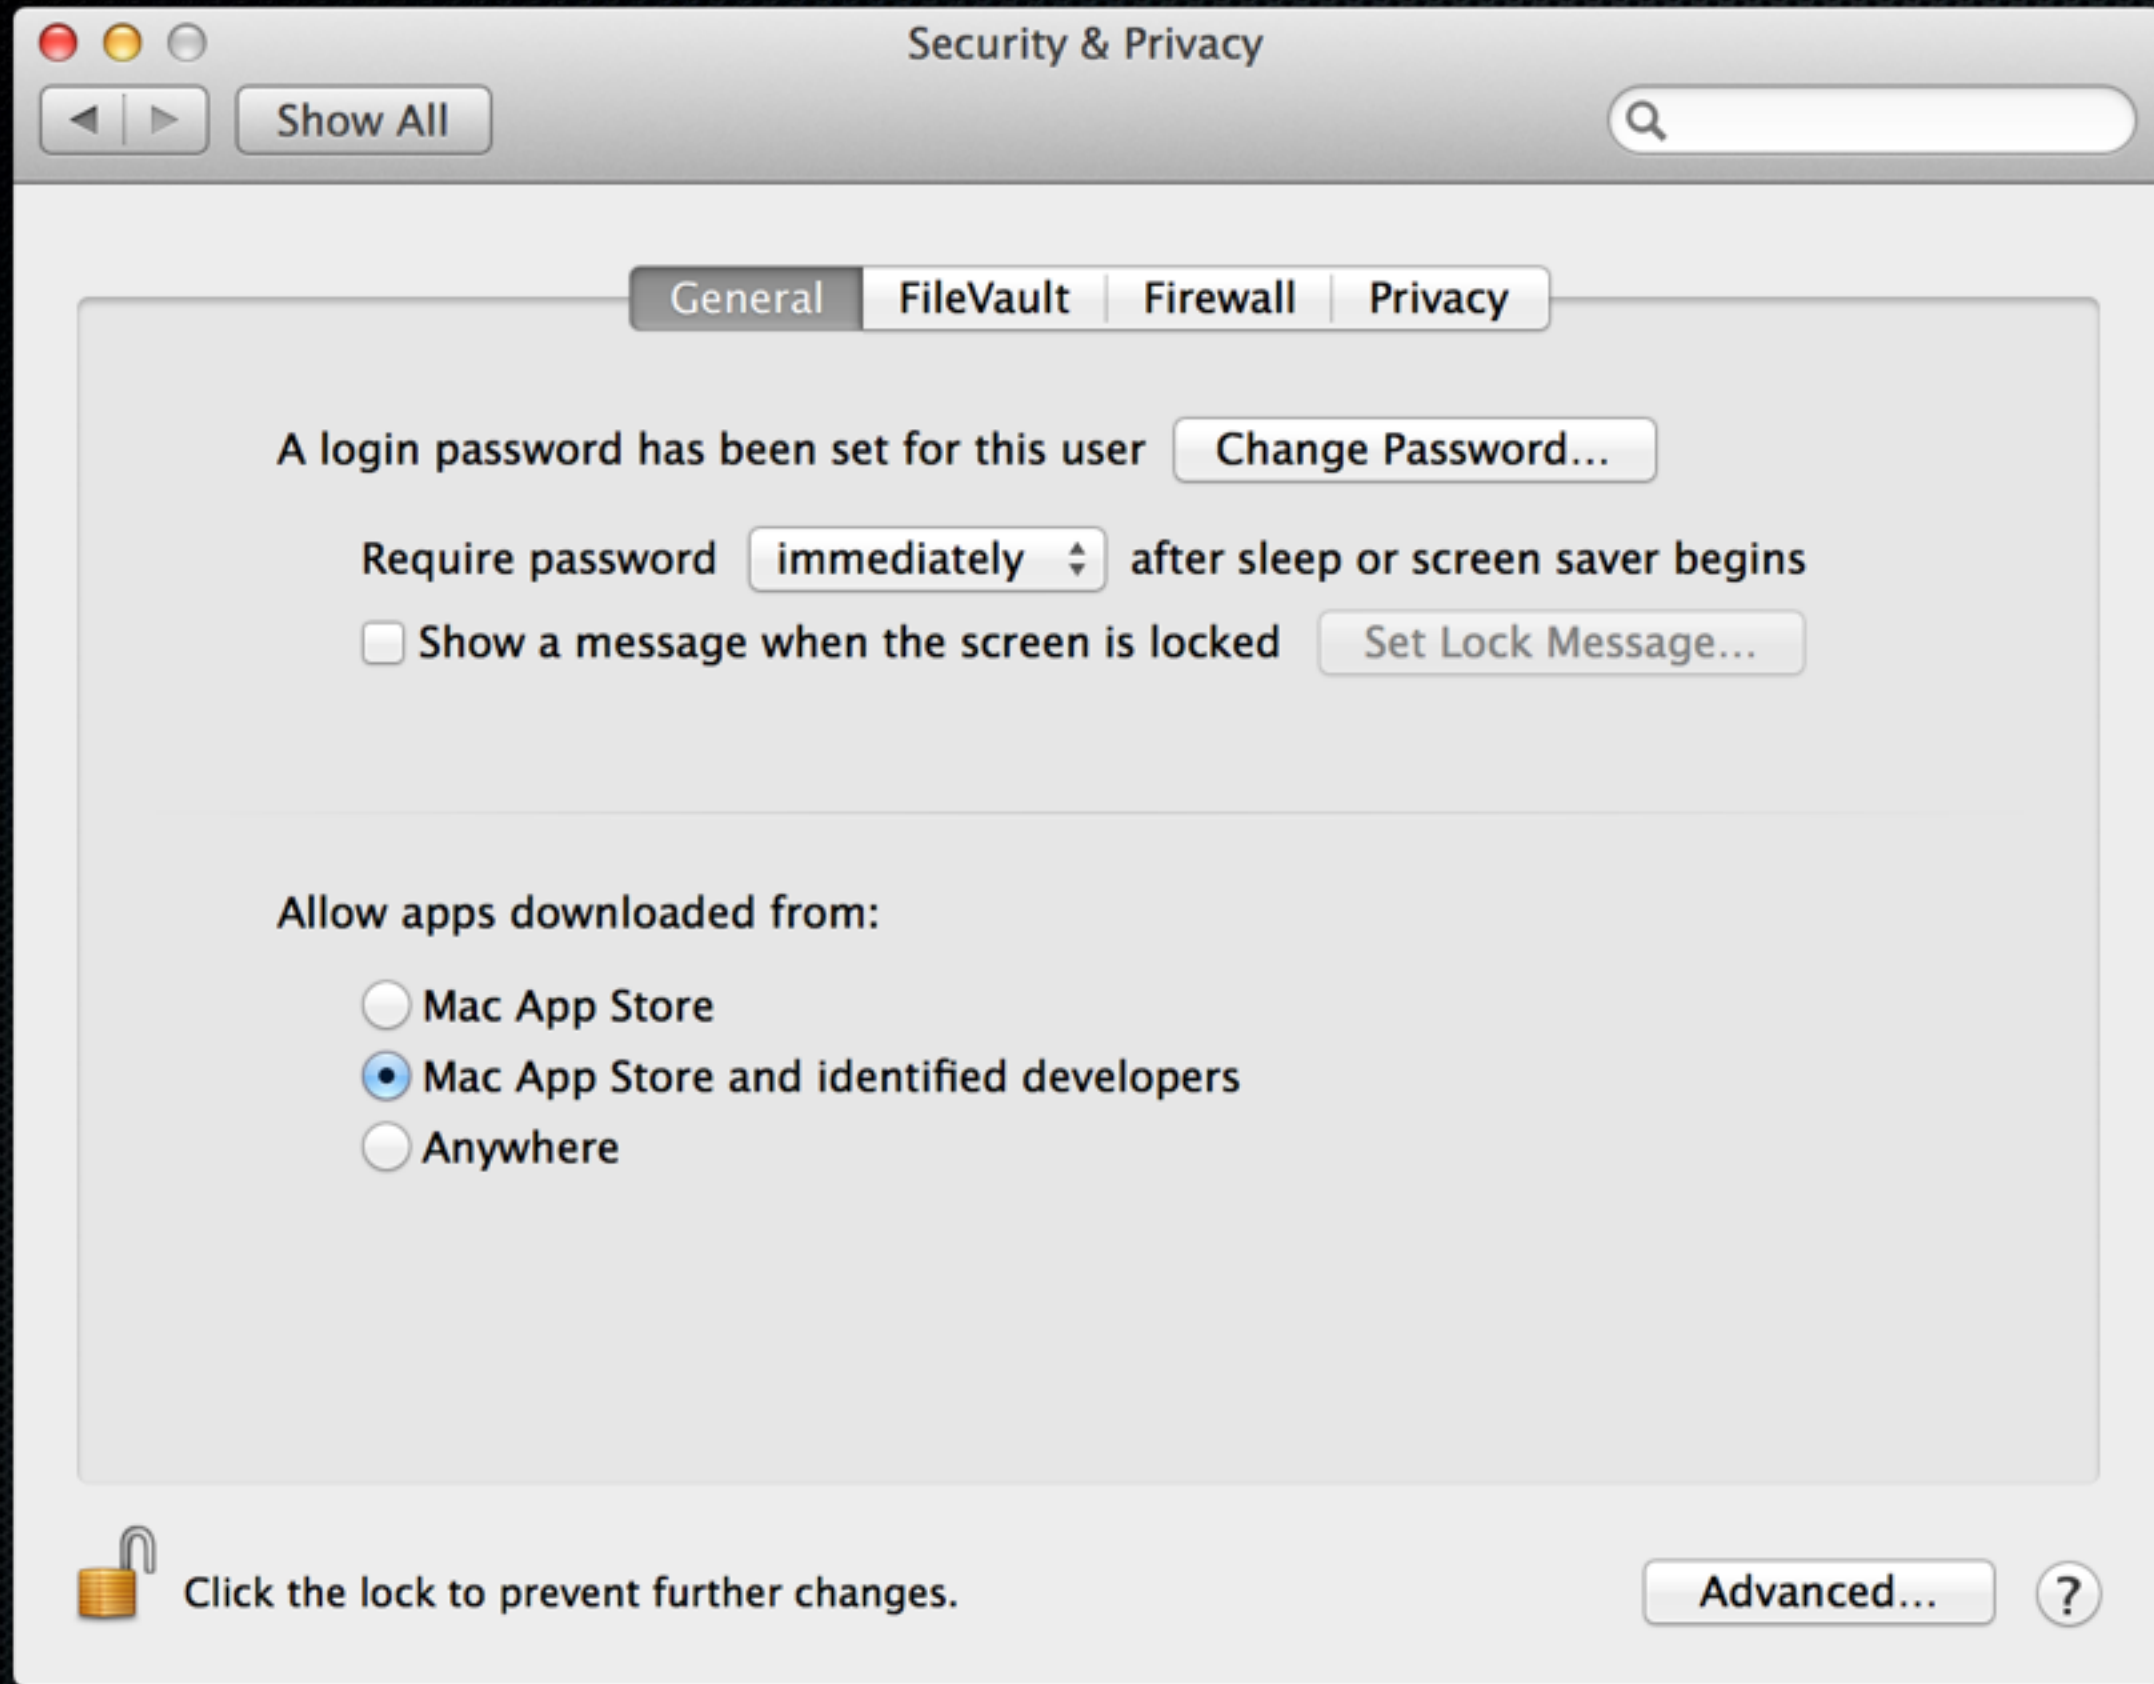 Security & Privacy
Show All
General FileVault Firewall Privacy
A login password has been set for this user Change Password...
Require password immediately after sleep or screen saver begins
Show a message when the screen is locked Set Lock Message...
Allow apps downloaded from:
Mac App Store
Mac App Store and identified developers
Anywhere
Click the lock to prevent further changes. Advanced... ?